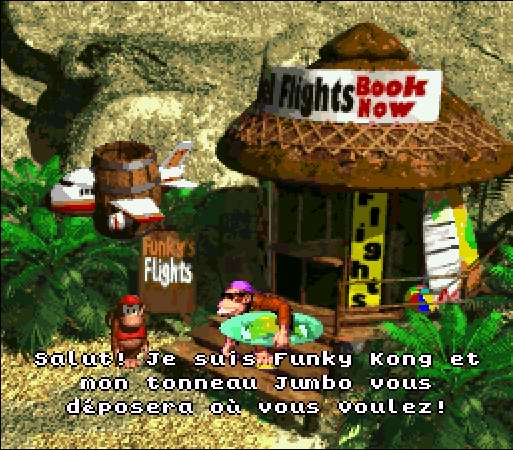 l Flights Book
Now
Flights
Funky's
Flights
Salut! Je suis Funky Kong et
mon tonneau Jumbo vous
déposera où vous voulez!